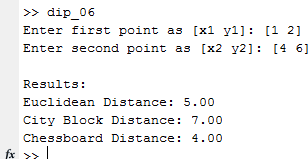 >> dip_06
Enter first point as [x1 y1]: [1 2]
Enter second point as [x2 y2]: [4 6]
Results:
Euclidean Distance: 5.00
City Block Distance: 7.00
Chessboard Distance: 4.00
fx >>